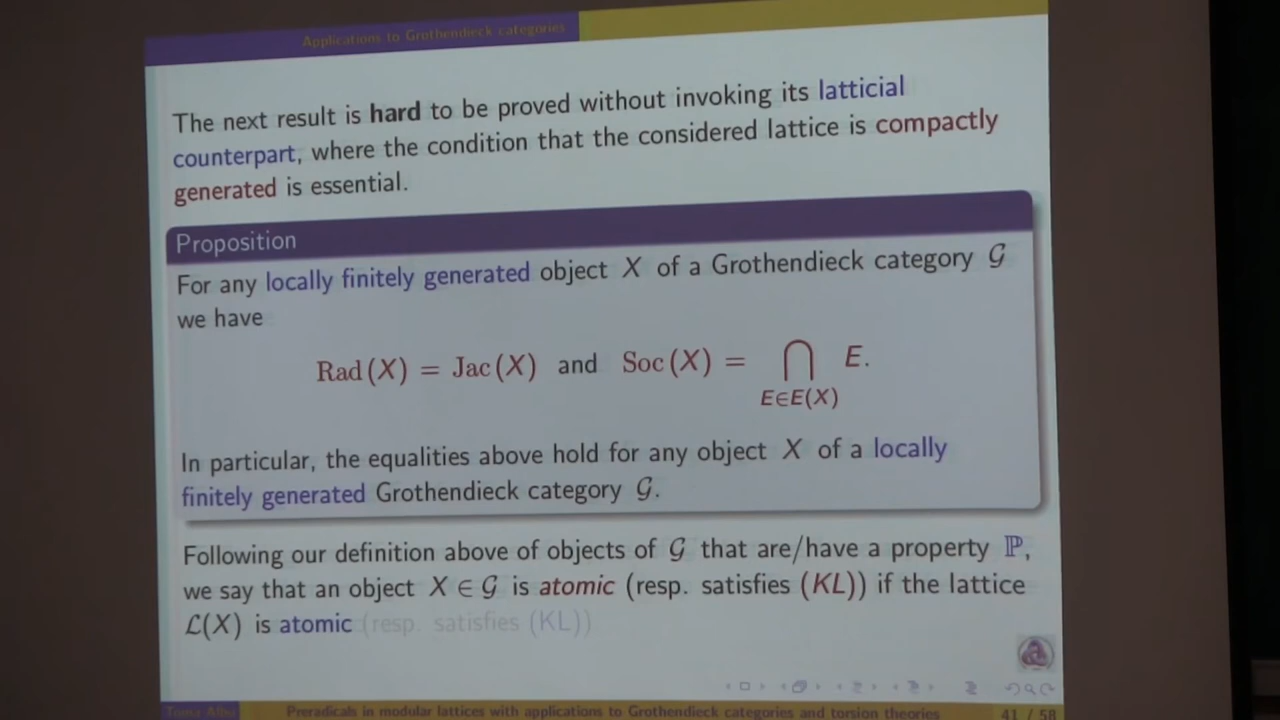 Applications to Grothendieck categories
The next result is hard to be proved without invoking its latticial
counterpart, where the condition that the considered lattice is compactly
generated is essential.
Proposition
For any locally finitely generated object X of a Grothendieck category 𝒢
we have
Rad (X) = Jac (X) and Soc (X) = ⋂ E.
E∈E(X)
In particular, the equalities above hold for any object X of a locally
finitely generated Grothendieck category 𝒢.
Following our definition above of objects of 𝒢 that are/have a property ℙ,
we say that an object X ∈ 𝒢 is atomic (resp. satisfies (KL)) if the lattice
ℒ(X) is atomic (resp. satisfies (KL))
Toma Albu Preradicals in modular lattices with applications to Grothendieck categories and torsion theories 41 / 58